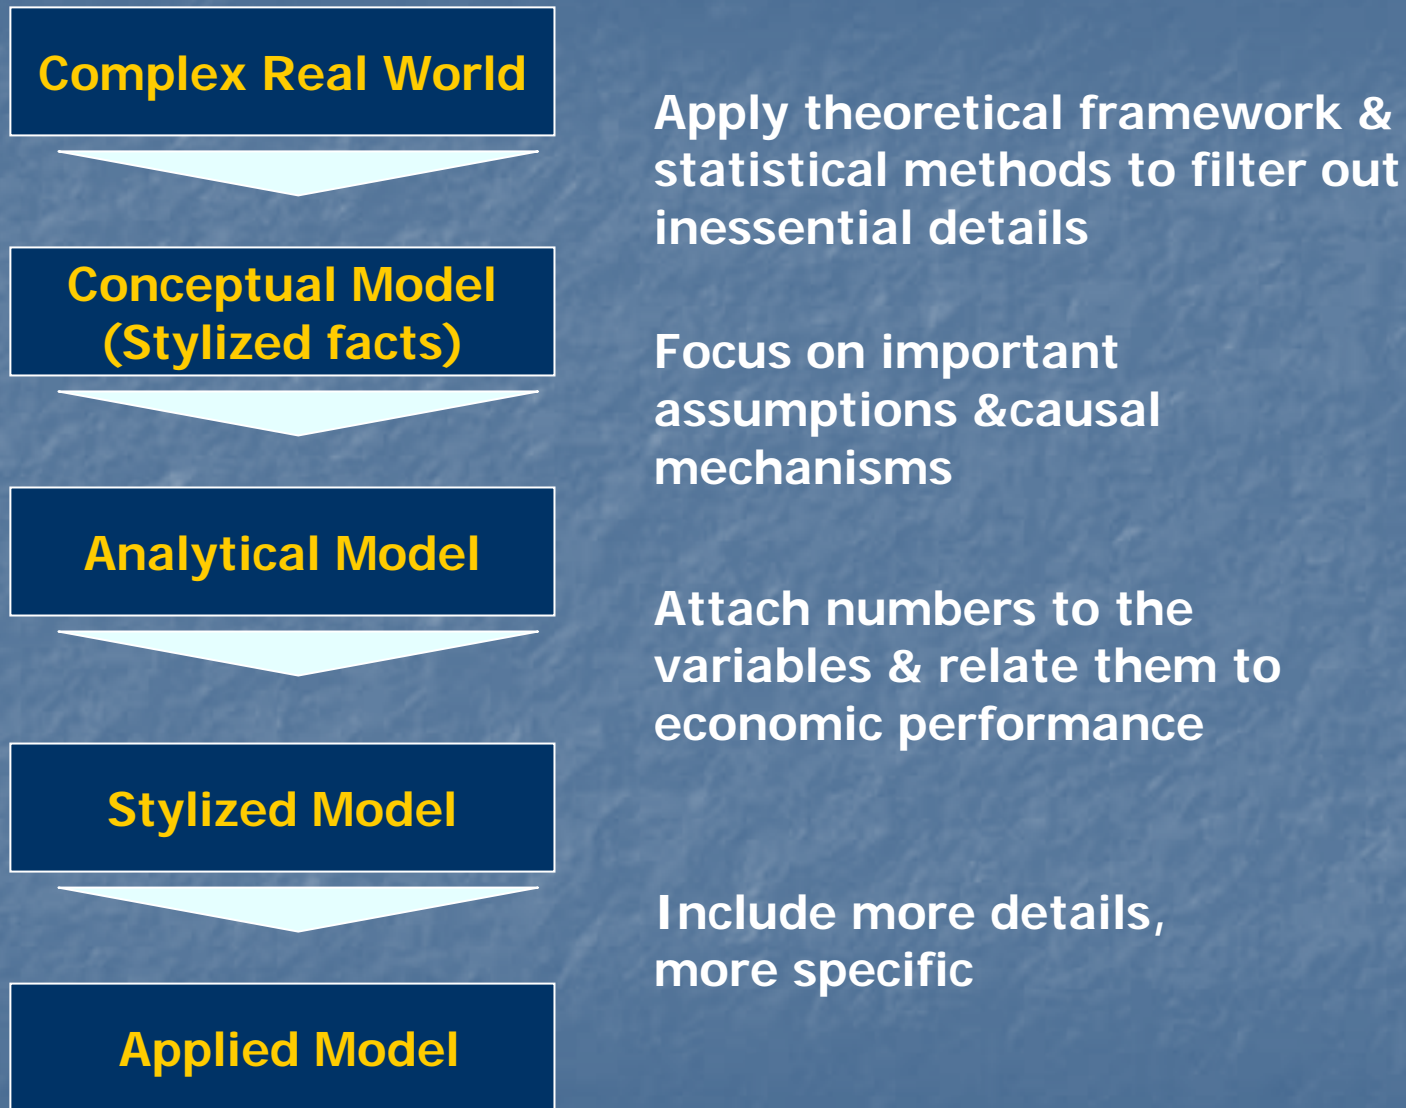 Complex Real World
Apply theoretical framework &
statistical methods to filter out
inessential details
Conceptual Model
(Stylized facts)
Focus on important
assumptions &causal
mechanisms
Analytical Model
Attach numbers to the
variables & relate them to
economic performance
Stylized Model
Include more details,
more specific
Applied Model